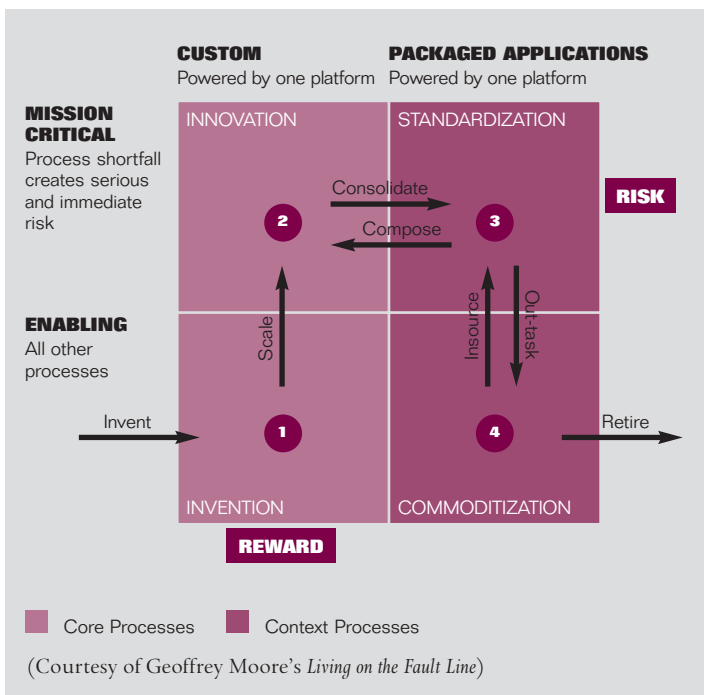 CUSTOM
Powered by one platform
PACKAGED APPLICATIONS
Powered by one platform
MISSION
CRITICAL
Process shortfall
creates serious
and immediate
risk
INNOVATION
STANDARDIZATION
Consolidate
2
3
Compose
RISK
ENABLING
All other
processes
Scale
Insource
Out-task
Invent
1
4
Retire
INVENTION
COMMODITIZATION
REWARD
Core Processes
Context Processes
(Courtesy of Geoffrey Moore's Living on the Fault Line)